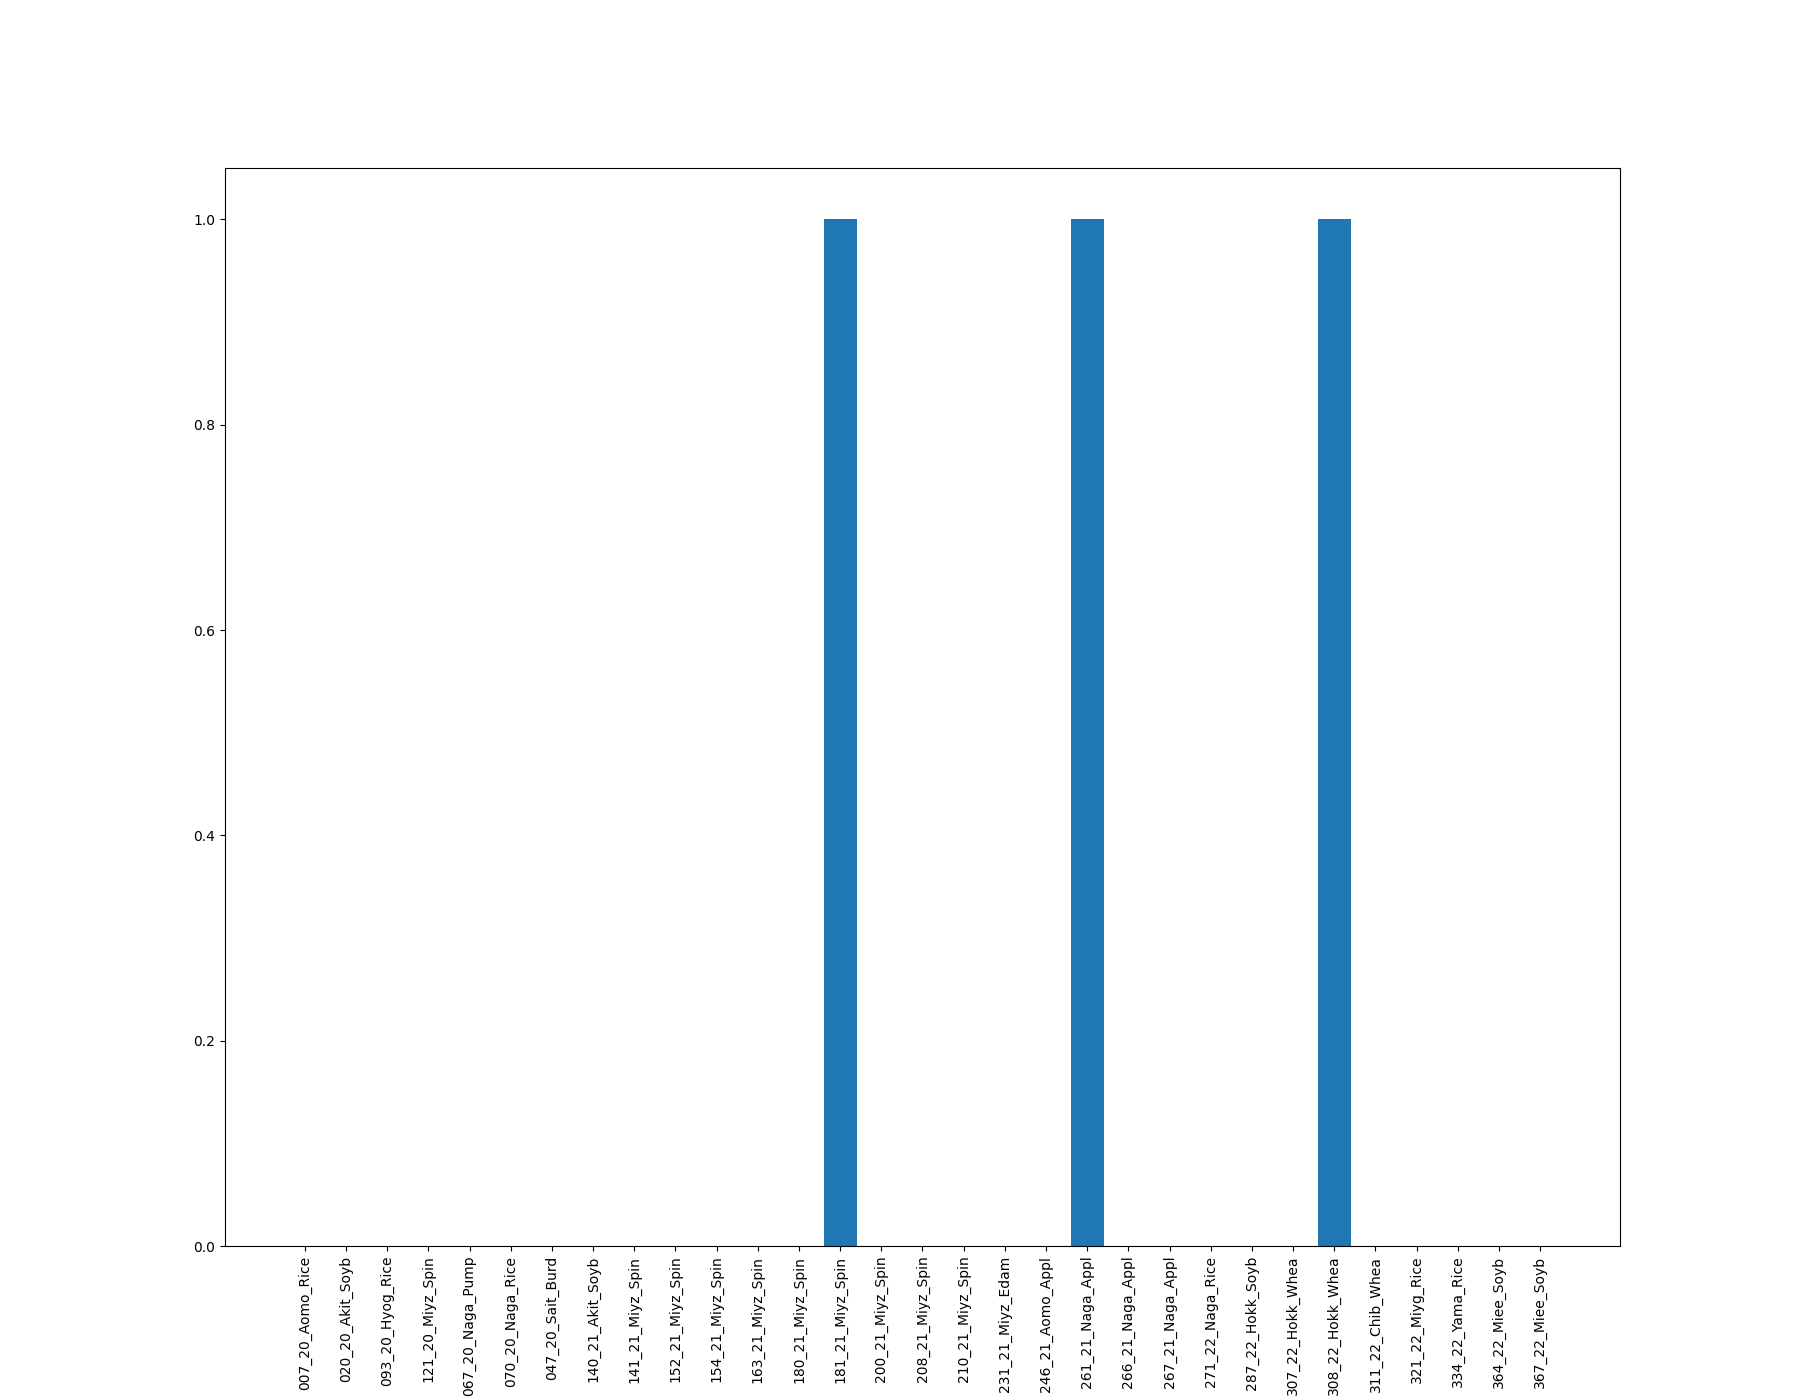 1.0
0.8
0.6
0.4
0.2
0.0
007_20_Aomo_Rice
020_20_Akit_Soyb
093_20_Hyog_Rice
121_20_Miyz_Spin
067_20_Naga_Pump
070_20_Naga_Rice
047_20_Sait_Burd
140_21_Akit_Soyb
141_21_Miyz_Spin
152_21_Miyz_Spin
154_21_Miyz_Spin
163_21_Miyz_Spin
180_21_Miyz_Spin
181_21_Miyz_Spin
200_21_Miyz_Spin
208_21_Miyz_Spin
210_21_Miyz_Spin
231_21_Miyz_Edam
246_21_Aomo_Appl
261_21_Naga_Appl
266_21_Naga_Appl
267_21_Naga_Appl
271_22_Naga_Rice
287_22_Hokk_Soyb
307_22_Hokk_Whea
308_22_Hokk_Whea
311_22_Chib_Whea
321_22_Miyg_Rice
334_22_Yama_Rice
364_22_Miee_Soyb
367_22_Miee_Soyb